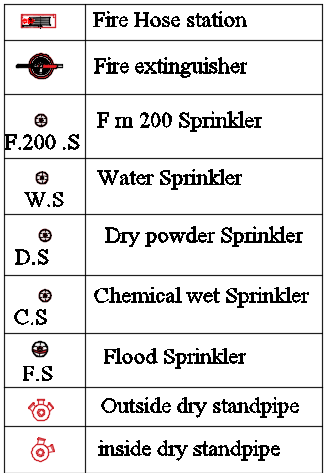 Fire Hose station
Fire extinguisher
F m 200 Sprinkler
F.200 .S
Water Sprinkler
W.S
Dry powder Sprinkler
D.S
Chemical wet Sprinkler
C.S
Flood Sprinkler
F.S
Outside dry standpipe
inside dry standpipe